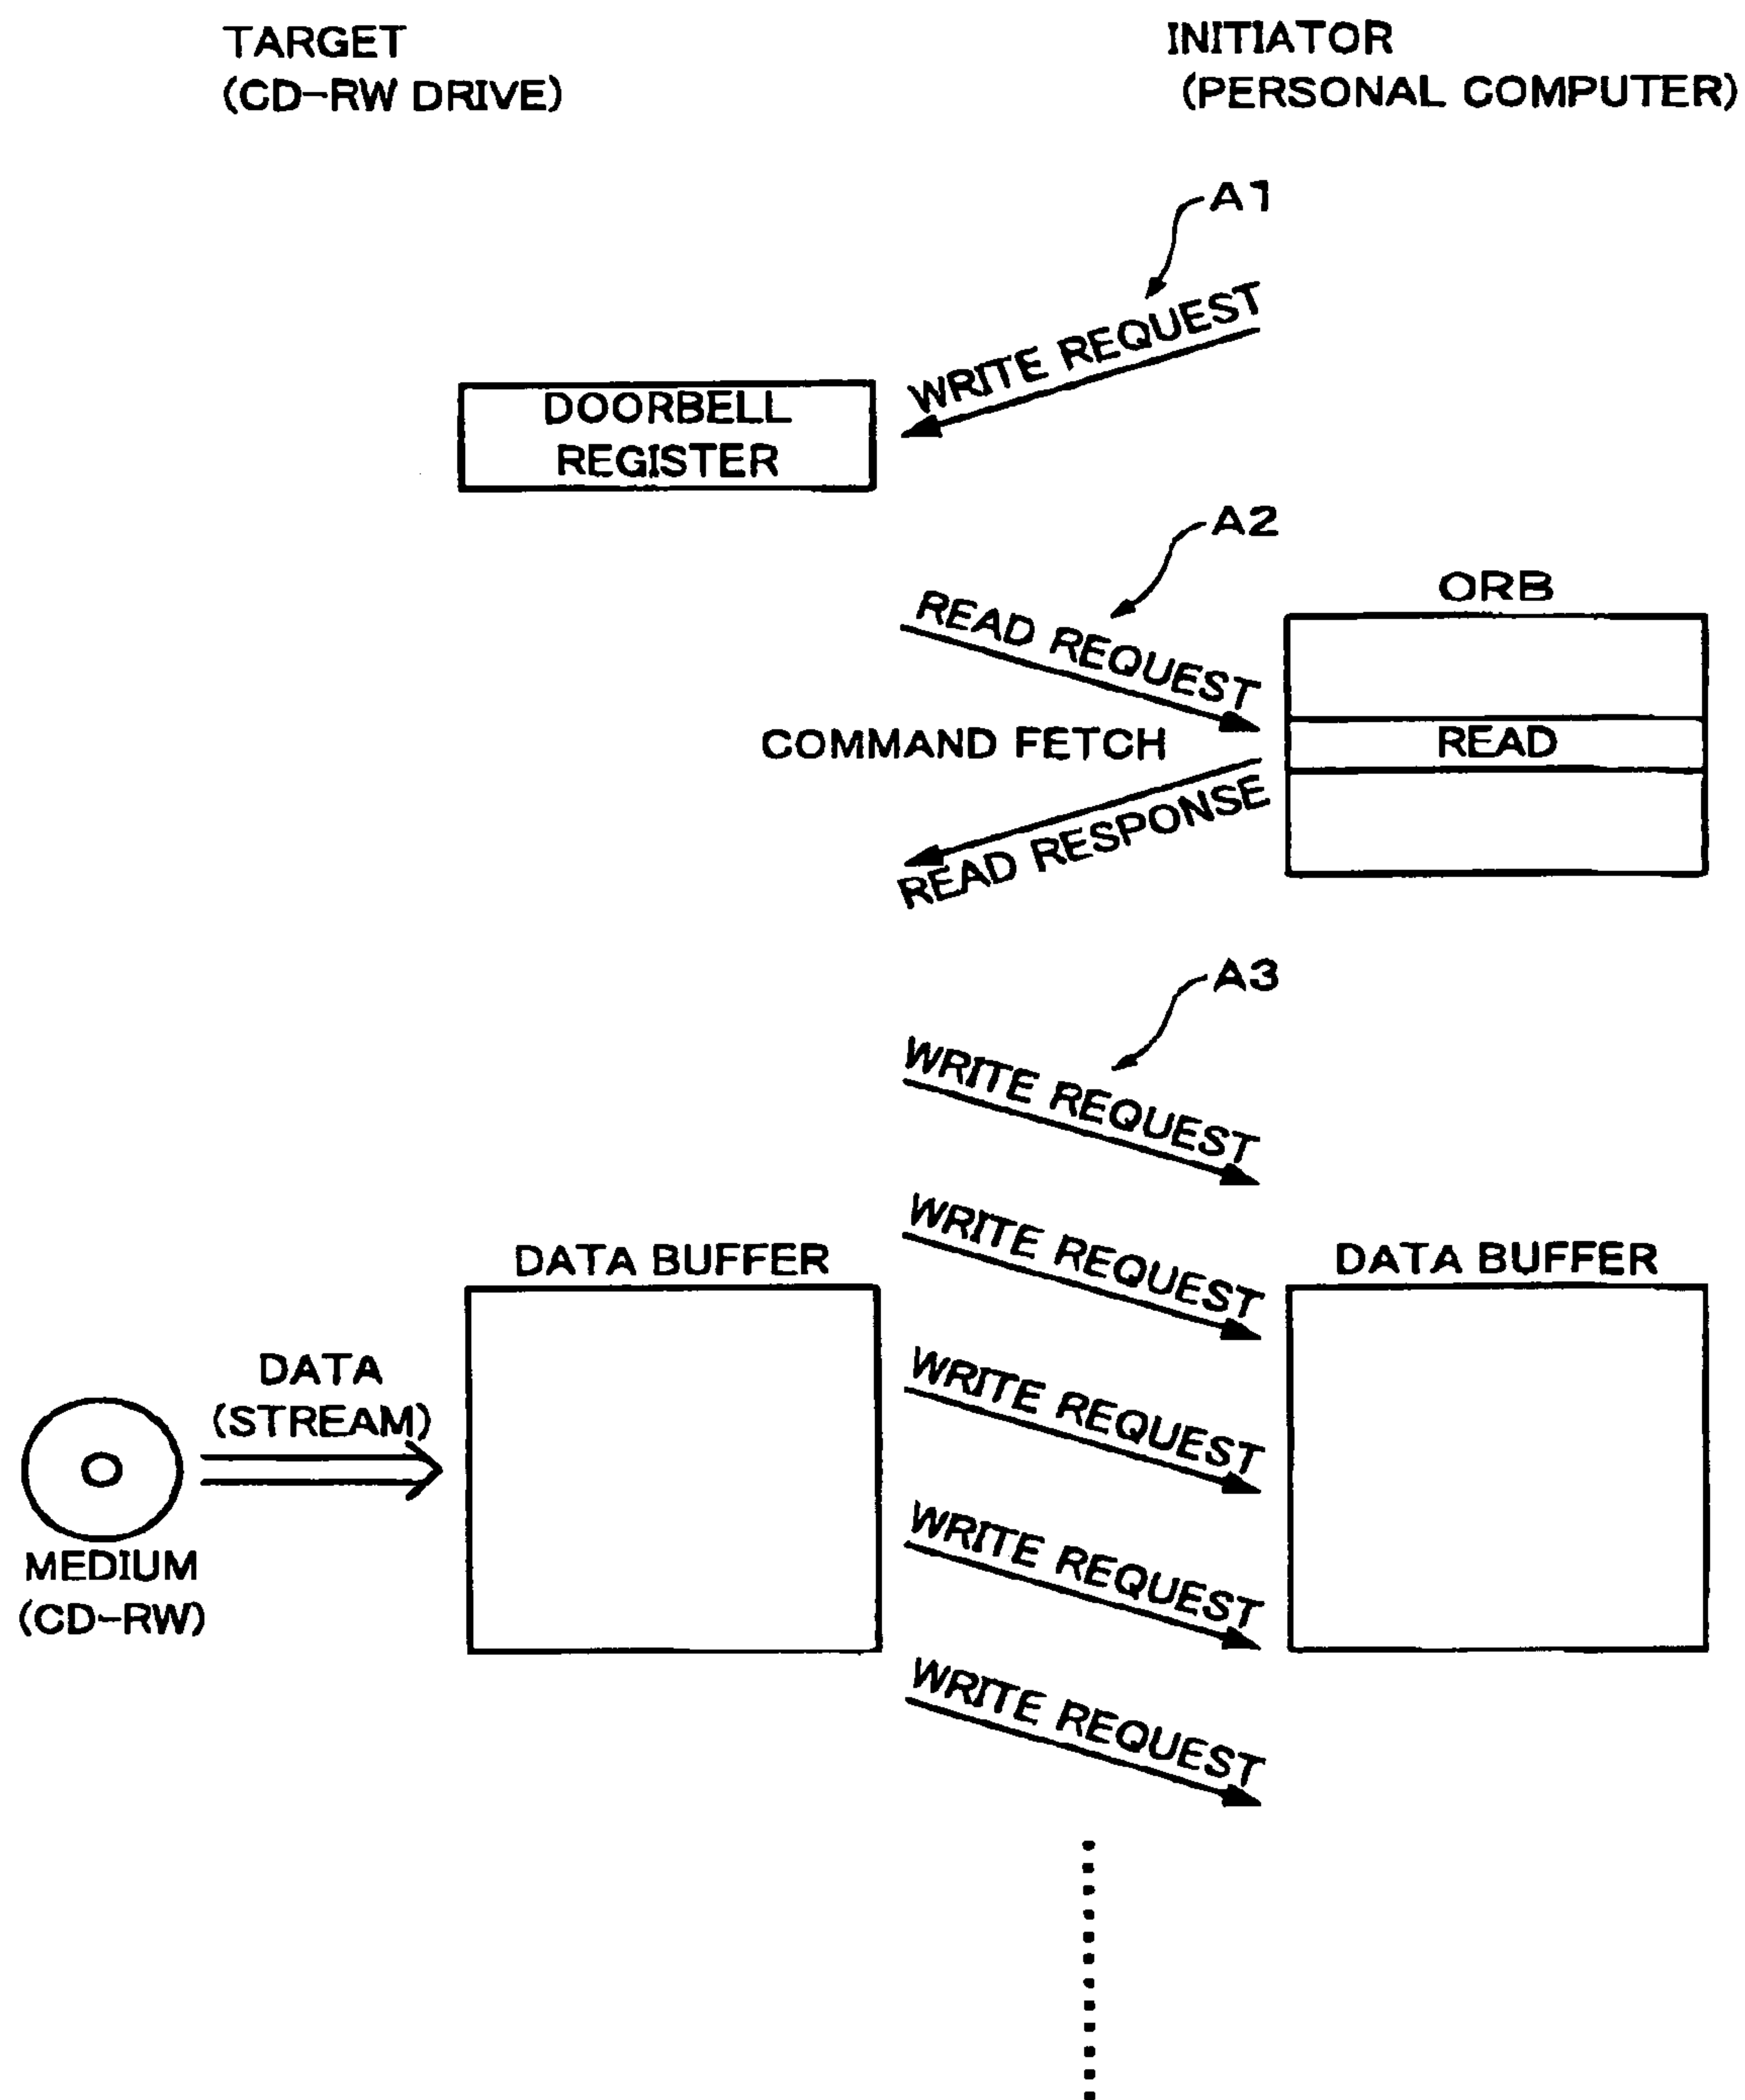 TARGET
(CD-RW DRIVE)
INITIATOR
(PERSONAL COMPUTER)
A1
WRITE REQUEST
DOORBELL
REGISTER
A2
READ REQUEST
ORB
COMMAND FETCH
READ
READ RESPONSE
A3
WRITE REQUEST
WRITE REQUEST
DATA BUFFER
DATA BUFFER
WRITE REQUEST
DATA
(STREAM)
WRITE REQUEST
MEDIUM
(CD-RW)
WRITE REQUEST